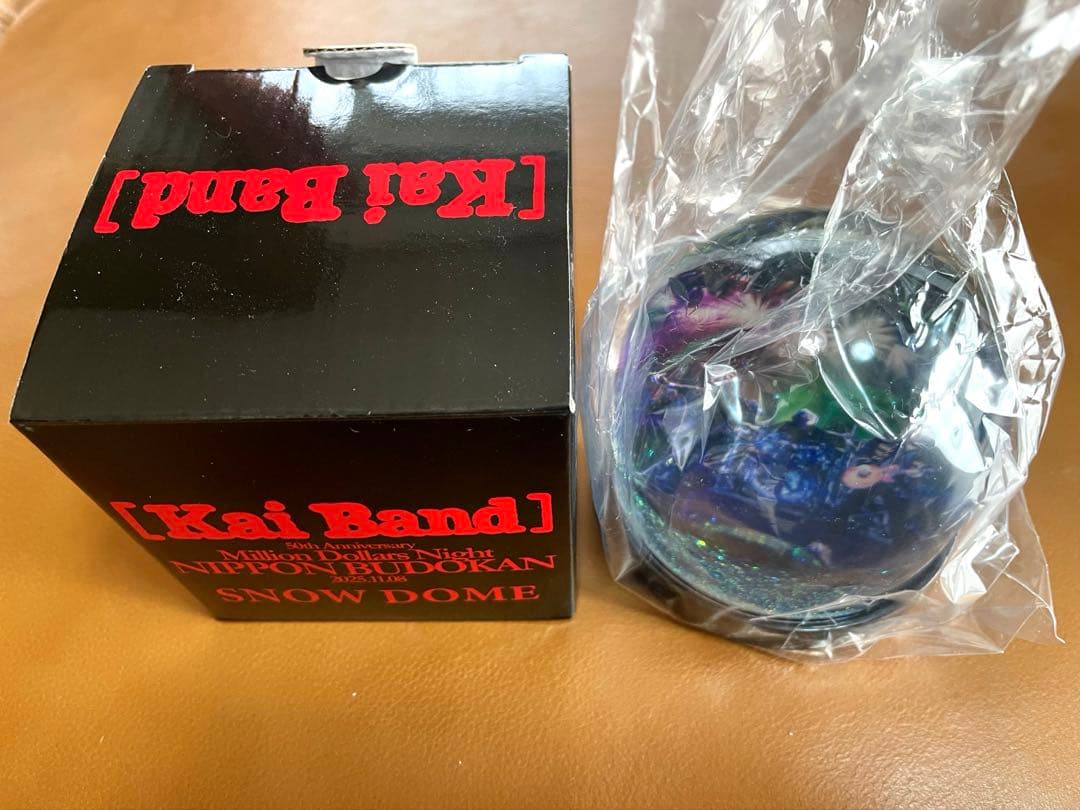 [Kai Band]
[Kai Band]
50th Anniversary
Million Dollars Night
NIPPON BUDOKAN
2025.11.08
SNOW DOME